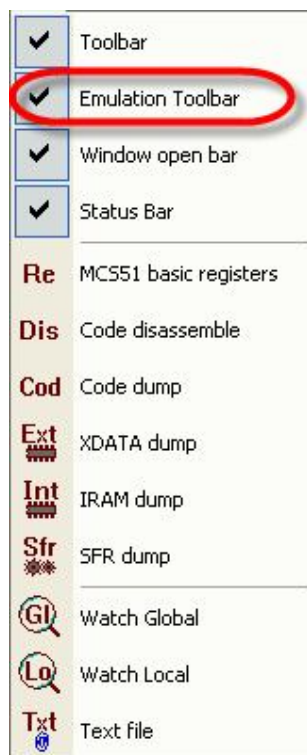 Toolbar
Emulation Toolbar
Window open bar
Status Bar
Re MCS51 basic registers
Dis Code disassemble
Cod Code dump
Ext XDATA dump
Int IRAM dump
Sfr SFR dump
Gl Watch Global
Lo Watch Local
Txt Text file